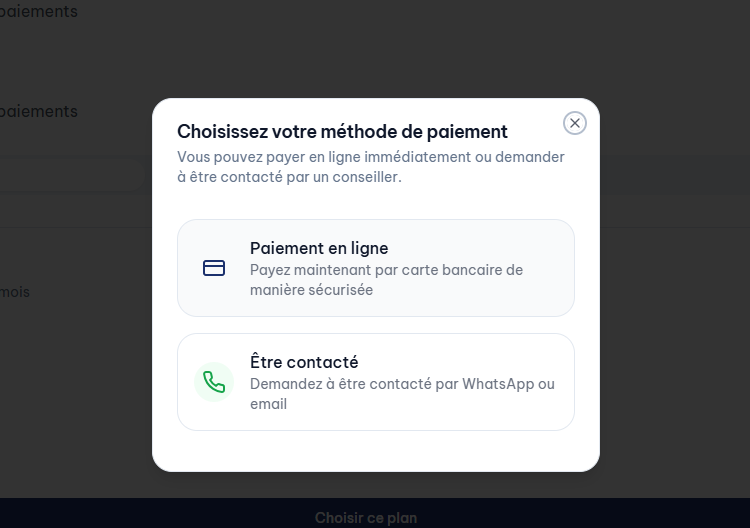 paiements
paiements
Choisissez votre méthode de paiement
Vous pouvez payer en ligne immédiatement ou demander
à être contacté par un conseiller.
Paiement en ligne
Payez maintenant par carte bancaire de
manière sécurisée
mois
Être contacté
Demandez à être contacté par WhatsApp ou
email
Choisir ce plan